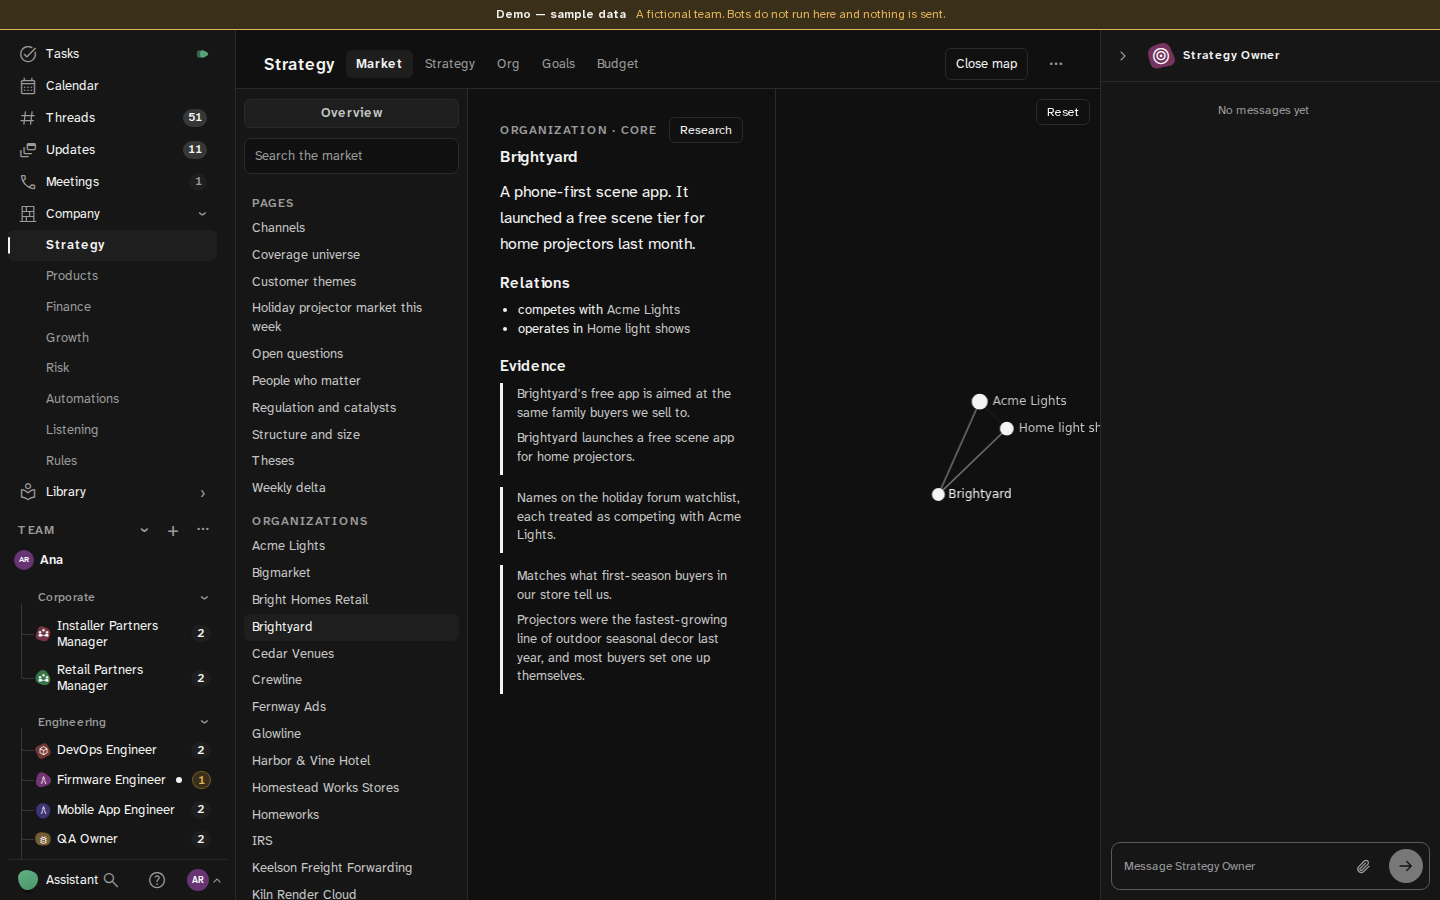 Demo — sample data A fictional team. Bots do not run here and nothing is sent.
Tasks
Calendar
Threads 51
Updates 11
Meetings 1
Company
Strategy
Products
Finance
Growth
Risk
Automations
Listening
Rules
Library
TEAM
AR Ana
Corporate
Installer Partners
Manager 2
Retail Partners
Manager 2
Engineering
DevOps Engineer 2
Firmware Engineer 1
Mobile App Engineer 2
QA Owner 2
Assistant AR
Strategy Market Strategy Org Goals Budget Close map
Overview
Search the market
PAGES
Channels
Coverage universe
Customer themes
Holiday projector market this
week
Open questions
People who matter
Regulation and catalysts
Structure and size
Theses
Weekly delta
ORGANIZATIONS
Acme Lights
Bigmarket
Bright Homes Retail
Brightyard
Cedar Venues
Crewline
Fernway Ads
Glowline
Harbor & Vine Hotel
Homestead Works Stores
Homeworks
IRS
Keelson Freight Forwarding
Kiln Render Cloud
ORGANIZATION · CORE Research
Brightyard
A phone-first scene app. It
launched a free scene tier for
home projectors last month.
Relations
• competes with Acme Lights
• operates in Home light shows
Evidence
Brightyard's free app is aimed at the
same family buyers we sell to.
Brightyard launches a free scene app
for home projectors.
Names on the holiday forum watchlist,
each treated as competing with Acme
Lights.
Matches what first-season buyers in
our store tell us.
Projectors were the fastest-growing
line of outdoor seasonal decor last
year, and most buyers set one up
themselves.
Reset
Acme Lights
Home light sh
Brightyard
Strategy Owner
No messages yet
Message Strategy Owner